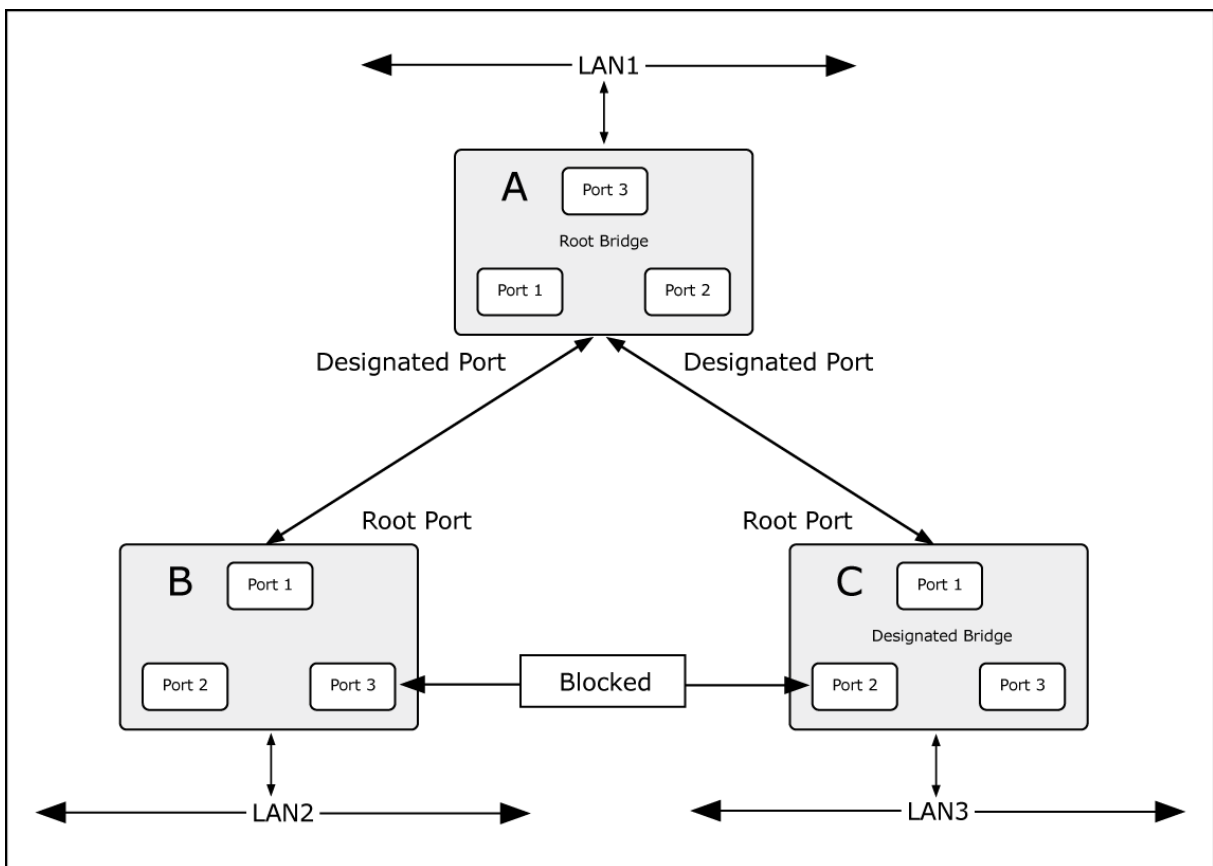 LAN1
A
Port 3
Root Bridge
Port 1
Port 2
Designated Port
Designated Port
Root Port
Root Port
B
Port 1
Port 2
Port 3
Blocked
C
Port 1
Designated Bridge
Port 2
Port 3
LAN2
LAN3